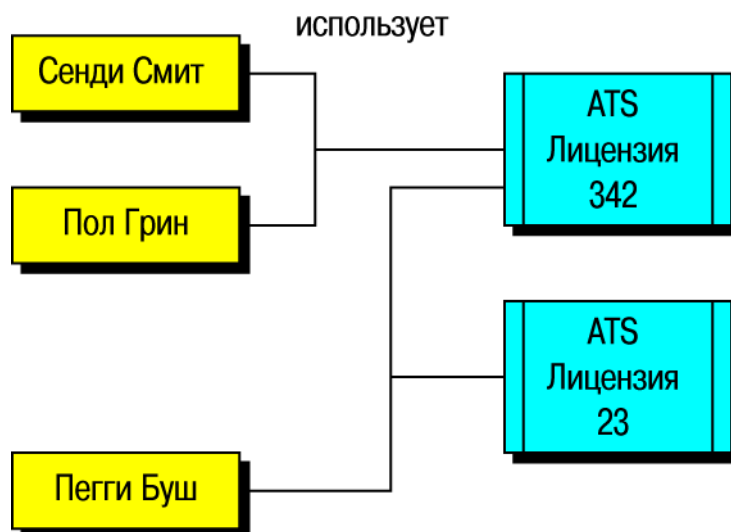 использует
Сенди Смит
Пол Грин
Пегги Буш
ATS
Лицензия
342
ATS
Лицензия
23